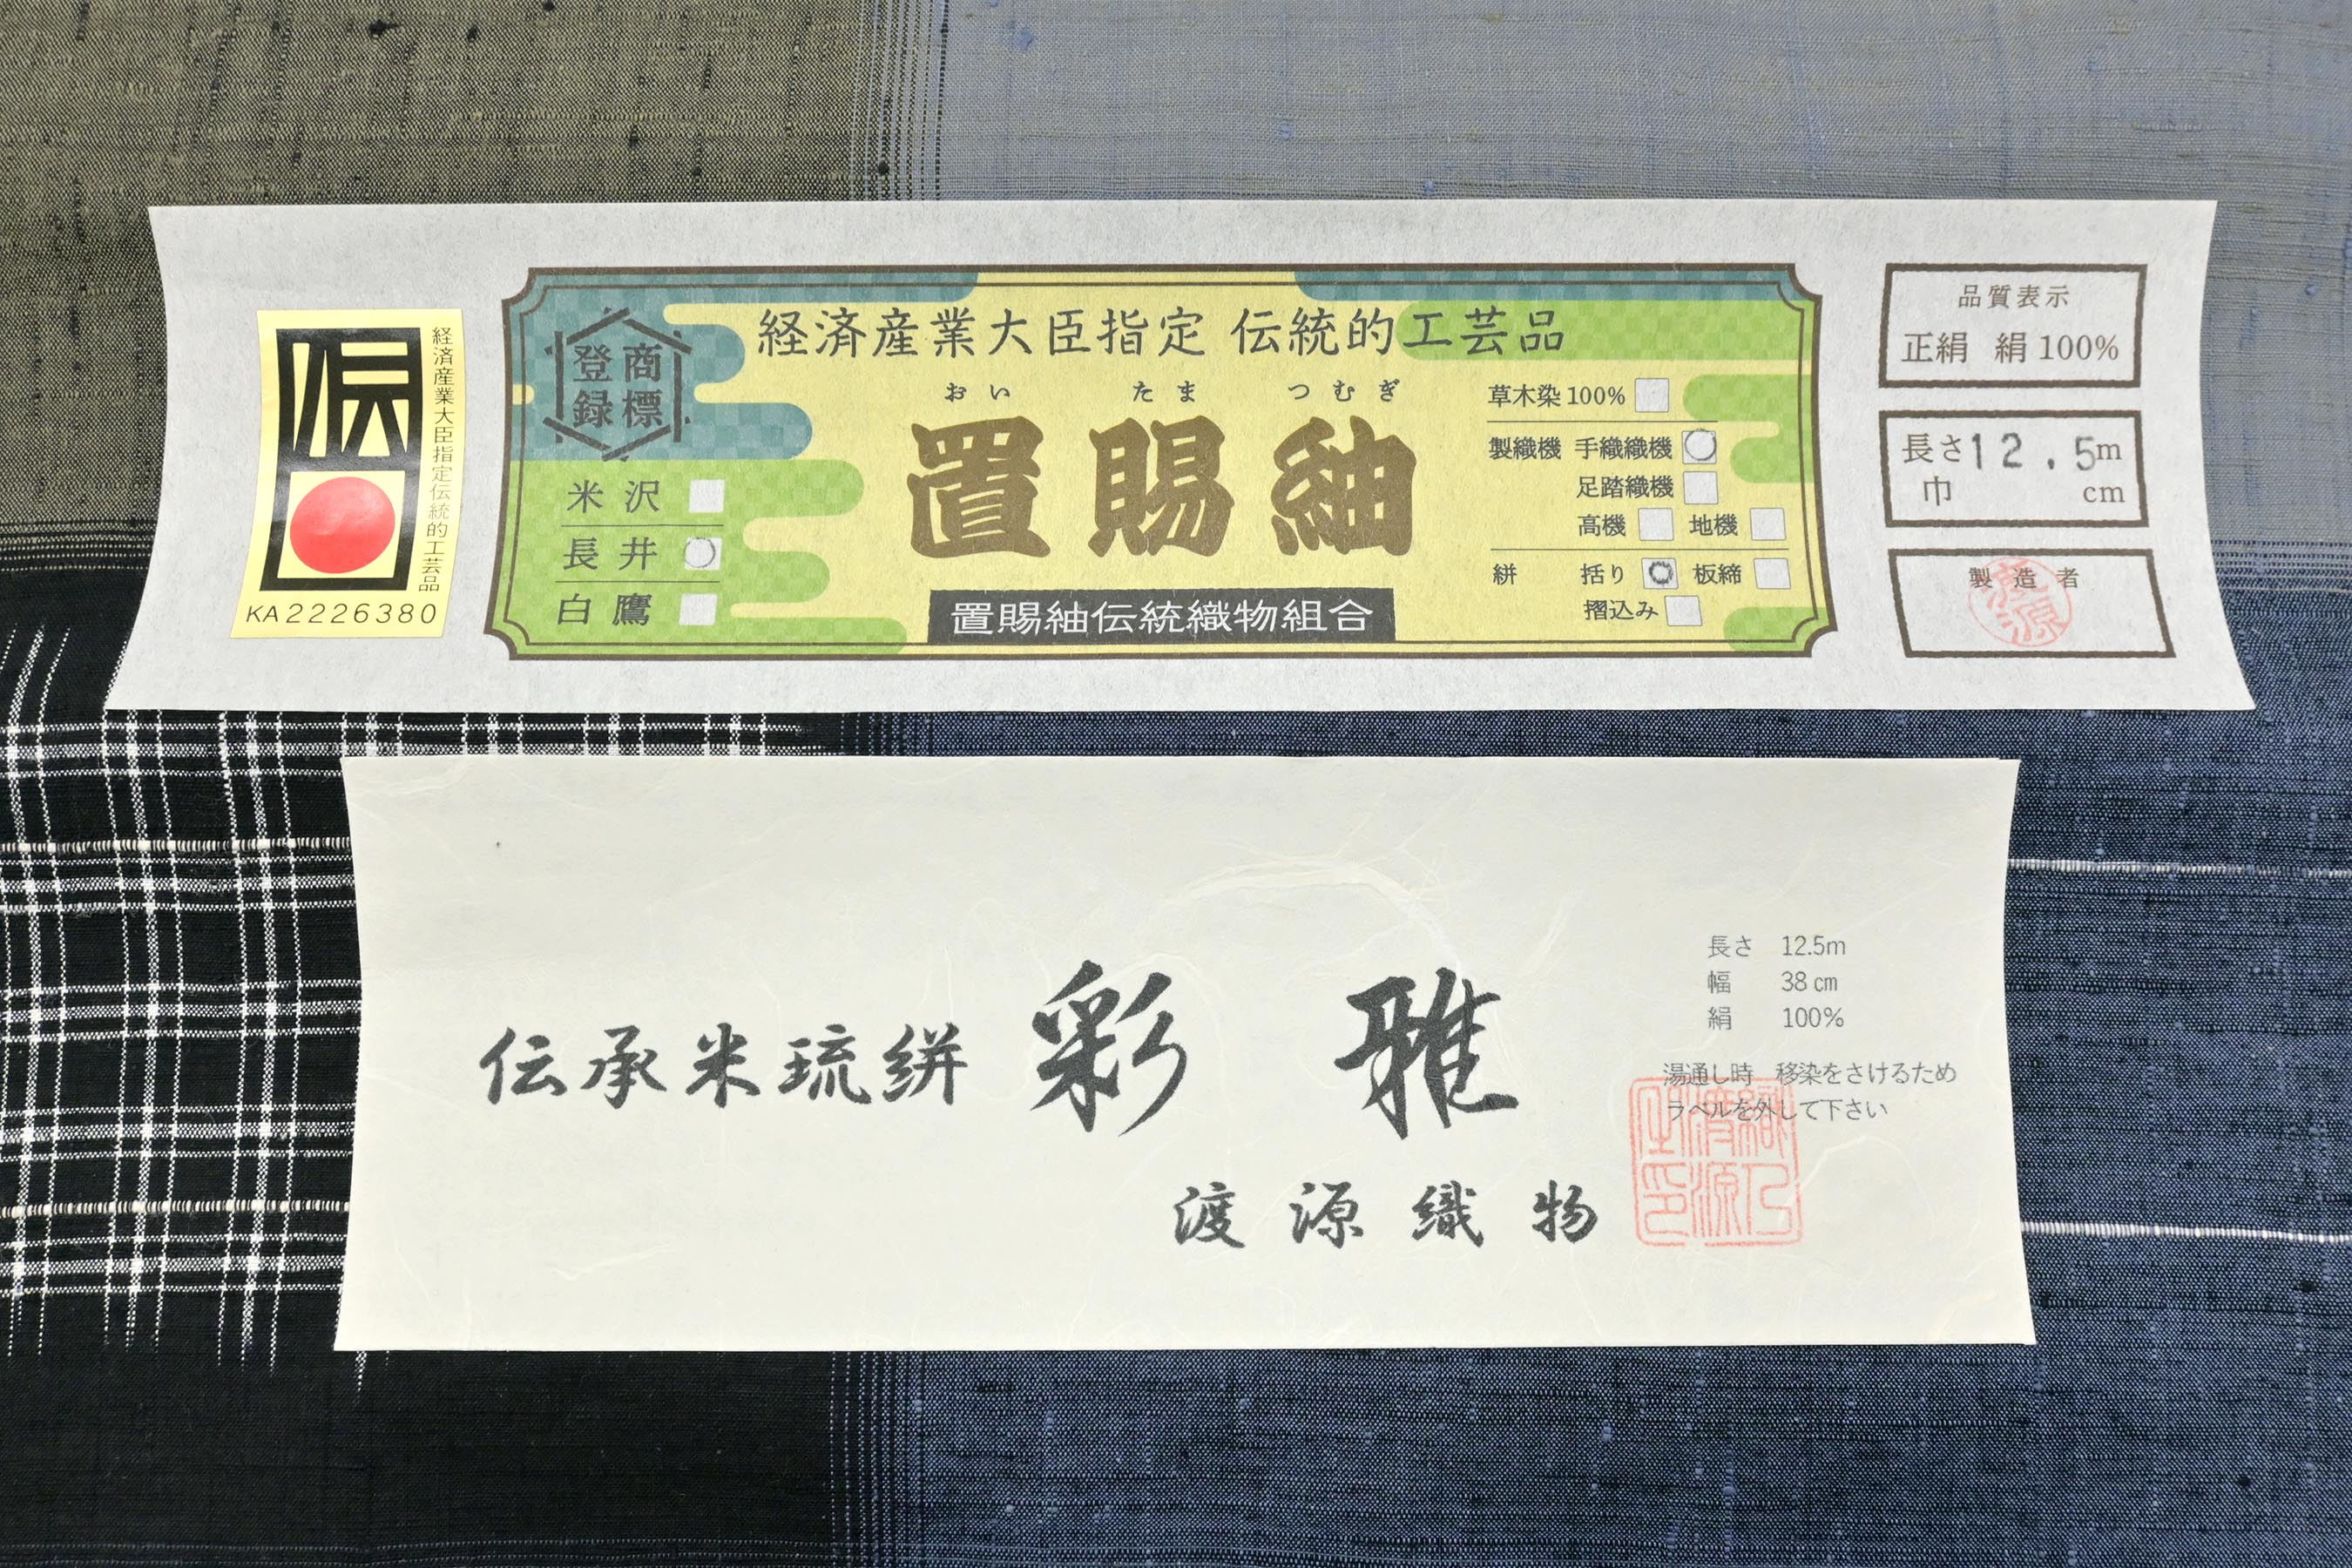 伝
経済産業大臣指定伝統的工芸品
KA2226380
商標
登録
米沢
長井 ○
白鷹
経済産業大臣指定 伝統的工芸品
おい たま つむぎ
置賜紬
置賜紬伝統織物組合
草木染100%
製織機 手織織機 ○
足踏織機
高機 地機
絣 括り ○ 板締
摺込み
品質表示
正絹 絹100%
長さ12.5m
巾 cm
製造者
渡源
伝承米琉絣 彩雅
渡源織物
長さ 12.5m
幅 38㎝
絹 100%
湯通し時 移染をさけるため
ラベルを外して下さい